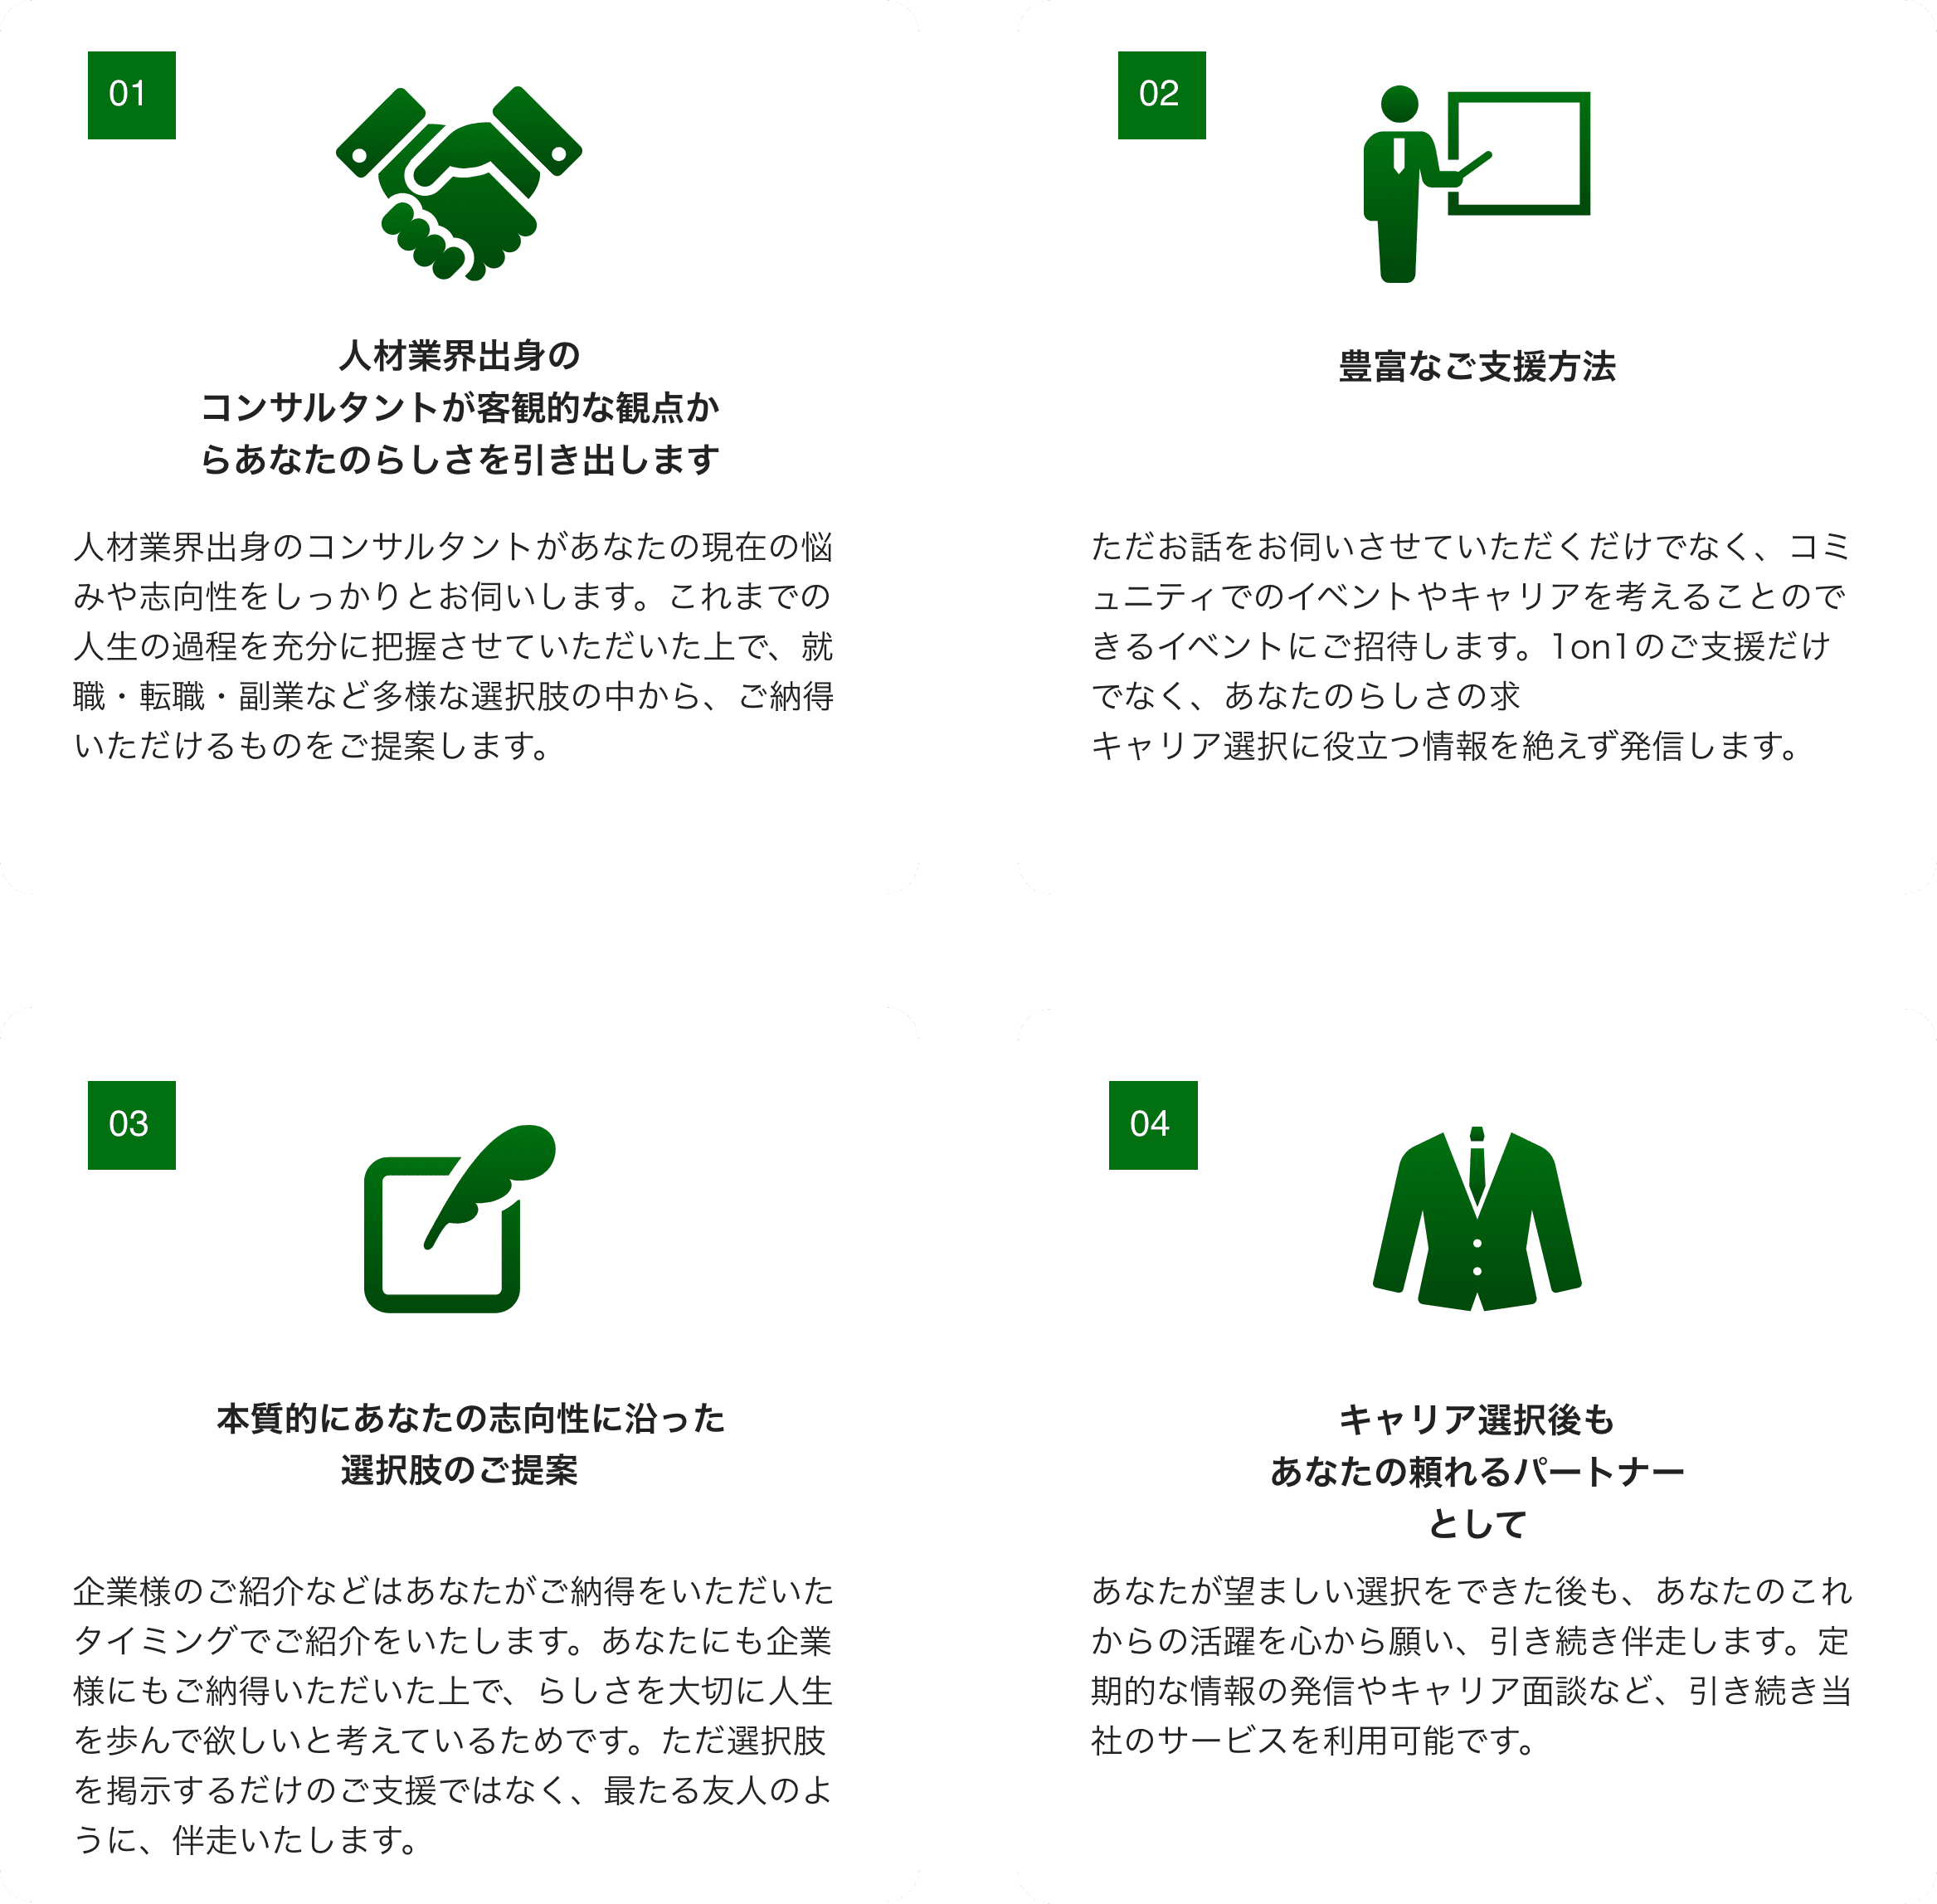 01
人材業界出身の
コンサルタントが客観的な観点か
らあなたのらしさを引き出します
人材業界出身のコンサルタントがあなたの現在の悩
みや志向性をしっかりとお伺いします。これまでの
人生の過程を充分に把握させていただいた上で、就
職・転職・副業など多様な選択肢の中から、ご納得
いただけるものをご提案します。
02
豊富なご支援方法
ただお話をお伺いさせていただくだけでなく、コミ
ュニティでのイベントやキャリアを考えることので
きるイベントにご招待します。1on1のご支援だけ
でなく、あなたのらしさの求
キャリア選択に役立つ情報を絶えず発信します。
03
本質的にあなたの志向性に沿った
選択肢のご提案
企業様のご紹介などはあなたがご納得をいただいた
タイミングでご紹介をいたします。あなたにも企業
様にもご納得いただいた上で、らしさを大切に人生
を歩んで欲しいと考えているためです。ただ選択肢
を掲示するだけのご支援ではなく、最たる友人のよ
うに、伴走いたします。
04
キャリア選択後も
あなたの頼れるパートナー
として
あなたが望ましい選択をできた後も、あなたのこれ
からの活躍を心から願い、引き続き伴走します。定
期的な情報の発信やキャリア面談など、引き続き当
社のサービスを利用可能です。